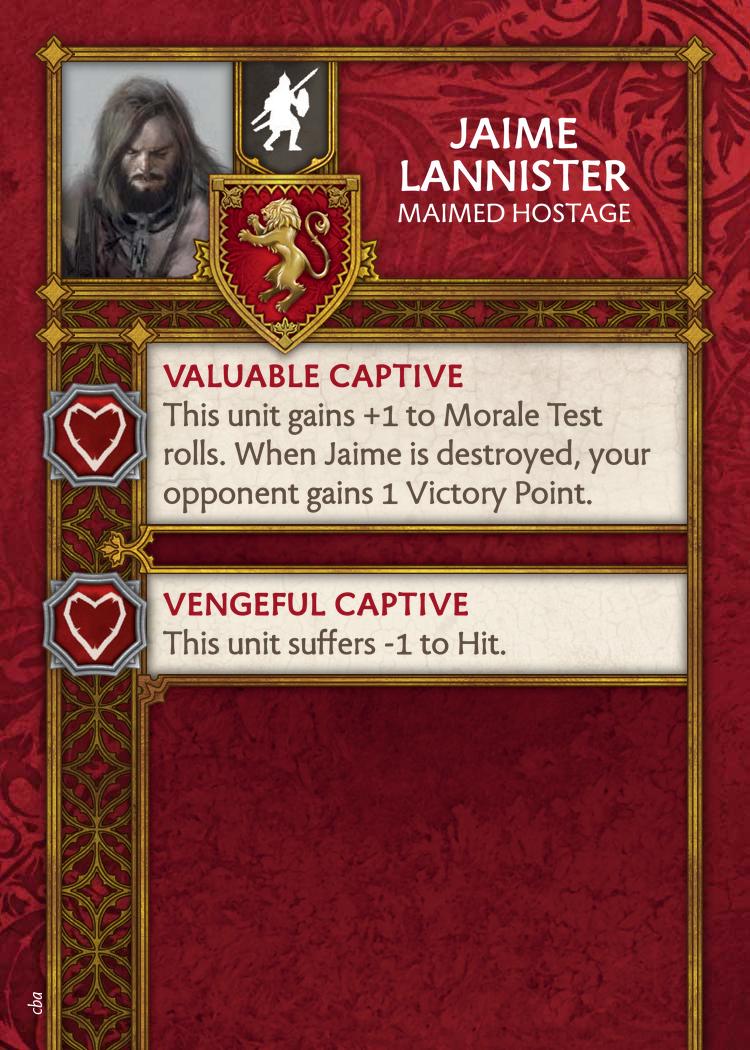 JAIME
LANNISTER
MAIMED HOSTAGE
VALUABLE CAPTIVE
This unit gains +1 to Morale Test
rolls. When Jaime is destroyed, your
opponent gains 1 Victory Point.
VENGEFUL CAPTIVE
This unit suffers -1 to Hit.
cba